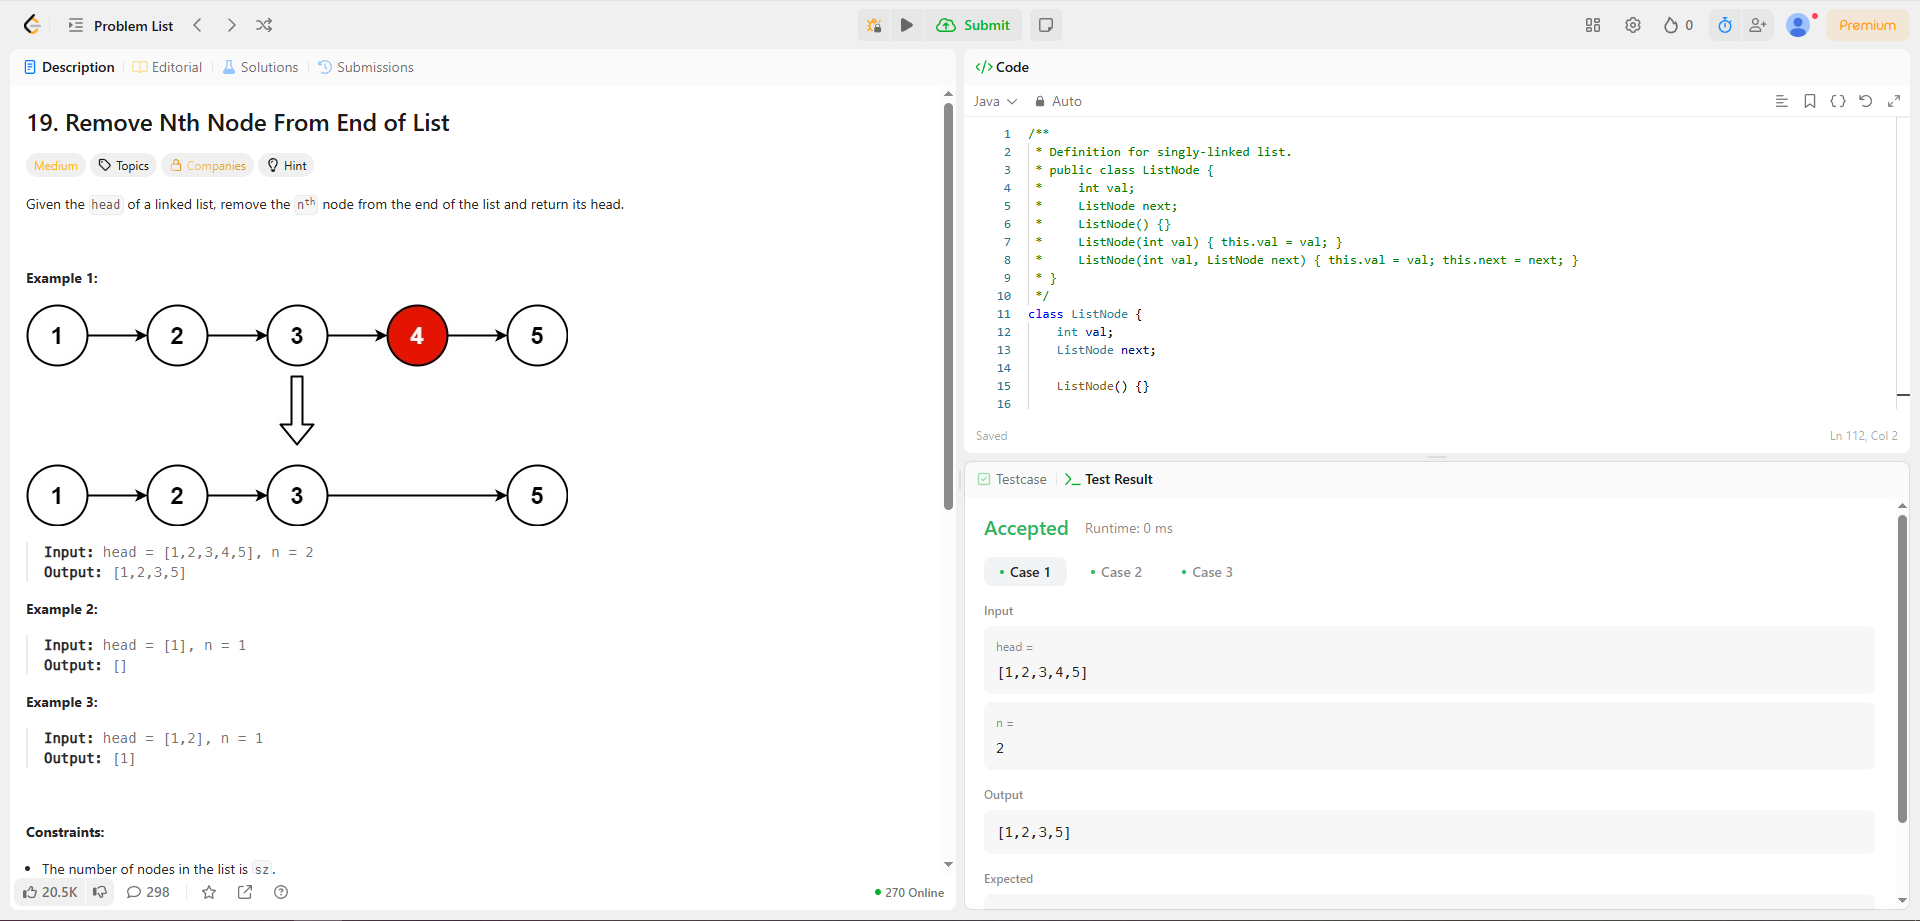 Problem List
Submit
0
Premium
Description
Editorial
Solutions
Submissions
19. Remove Nth Node From End of List
Medium
Topics
Companies
Hint
Given the head of a linked list, remove the nth node from the end of the list and return its head.
Example 1:
1 2 3 4 5
1 2 3 5
Input: head = [1,2,3,4,5], n = 2
Output: [1,2,3,5]
Example 2:
Input: head = [1], n = 1
Output: []
Example 3:
Input: head = [1,2], n = 1
Output: [1]
Constraints:
• The number of nodes in the list is sz.
20.5K
298
270 Online
</> Code
Java
Auto
1 /**
2  * Definition for singly-linked list.
3  * public class ListNode {
4  *     int val;
5  *     ListNode next;
6  *     ListNode() {}
7  *     ListNode(int val) { this.val = val; }
8  *     ListNode(int val, ListNode next) { this.val = val; this.next = next; }
9  * }
10  */
11 class ListNode {
12     int val;
13     ListNode next;
14
15     ListNode() {}
16
Saved
Ln 112, Col 2
Testcase
Test Result
Accepted
Runtime: 0 ms
• Case 1
• Case 2
• Case 3
Input
head =
[1,2,3,4,5]
n =
2
Output
[1,2,3,5]
Expected